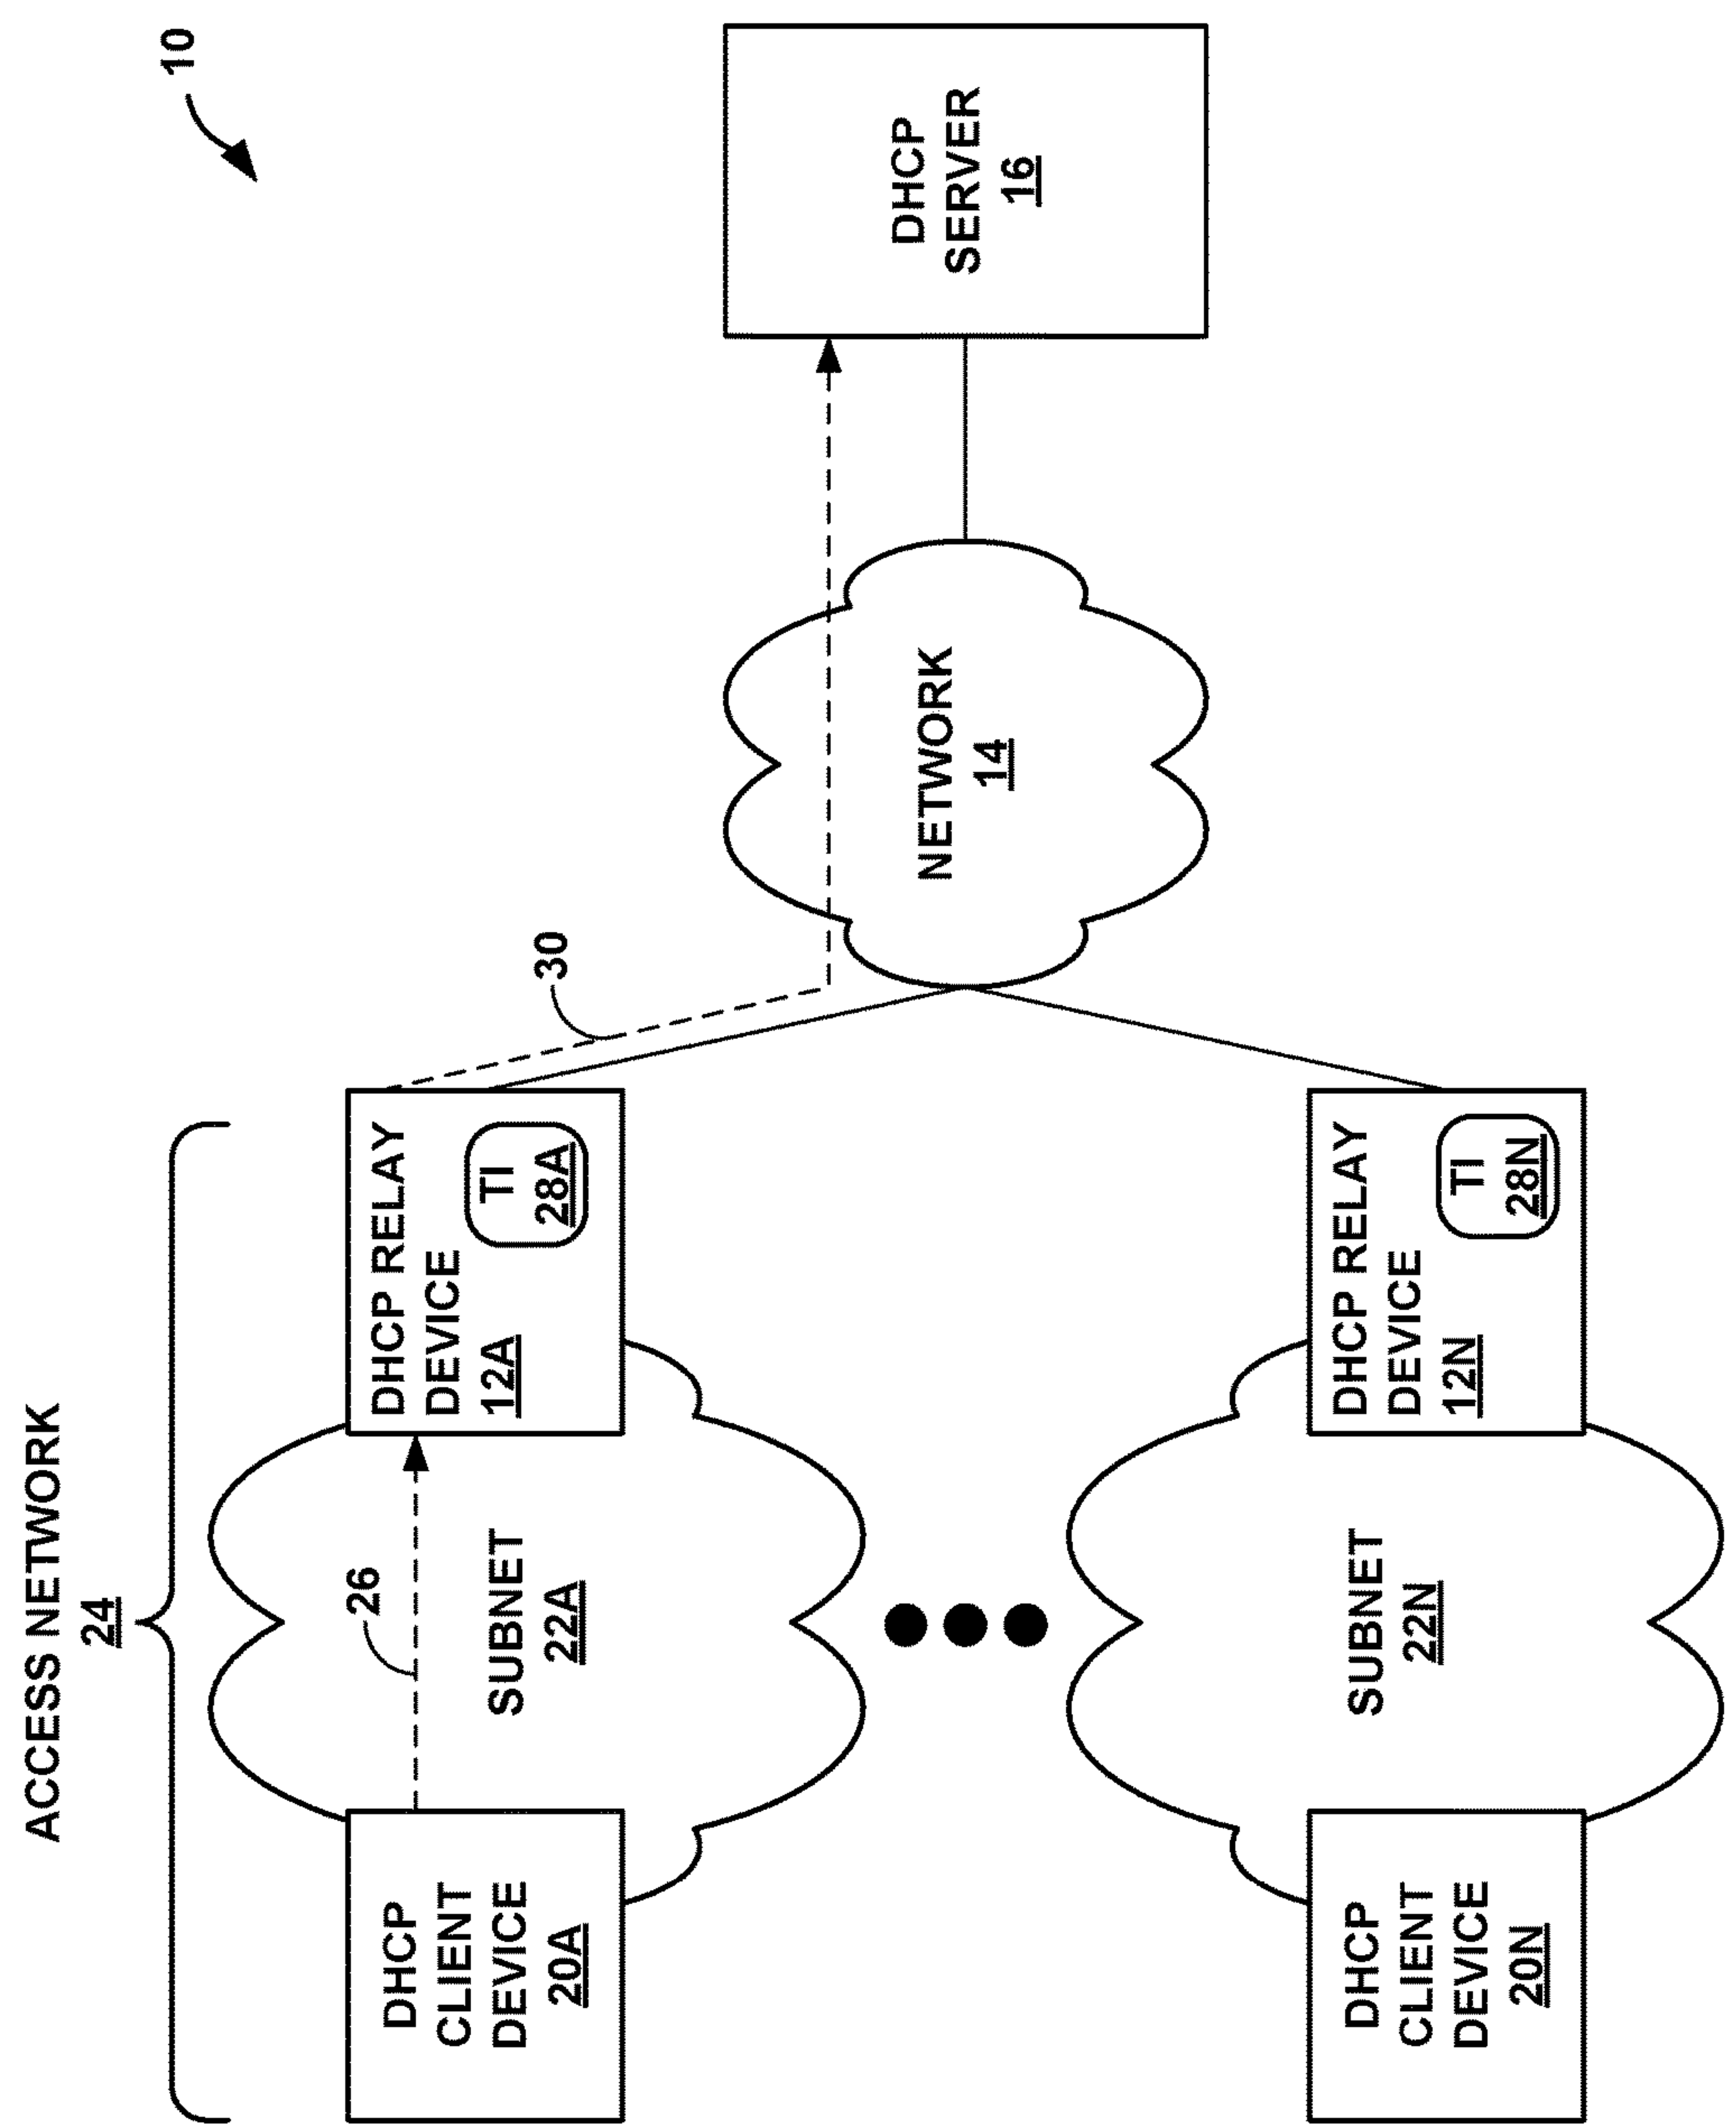 ACCESS NETWORK
24
10
DHCP
CLIENT
DEVICE
20A
26
SUBNET
22A
DHCP RELAY
DEVICE
12A
TI
28A
30
NETWORK
14
DHCP
SERVER
16
DHCP
CLIENT
DEVICE
20N
SUBNET
22N
DHCP RELAY
DEVICE
12N
TI
28N